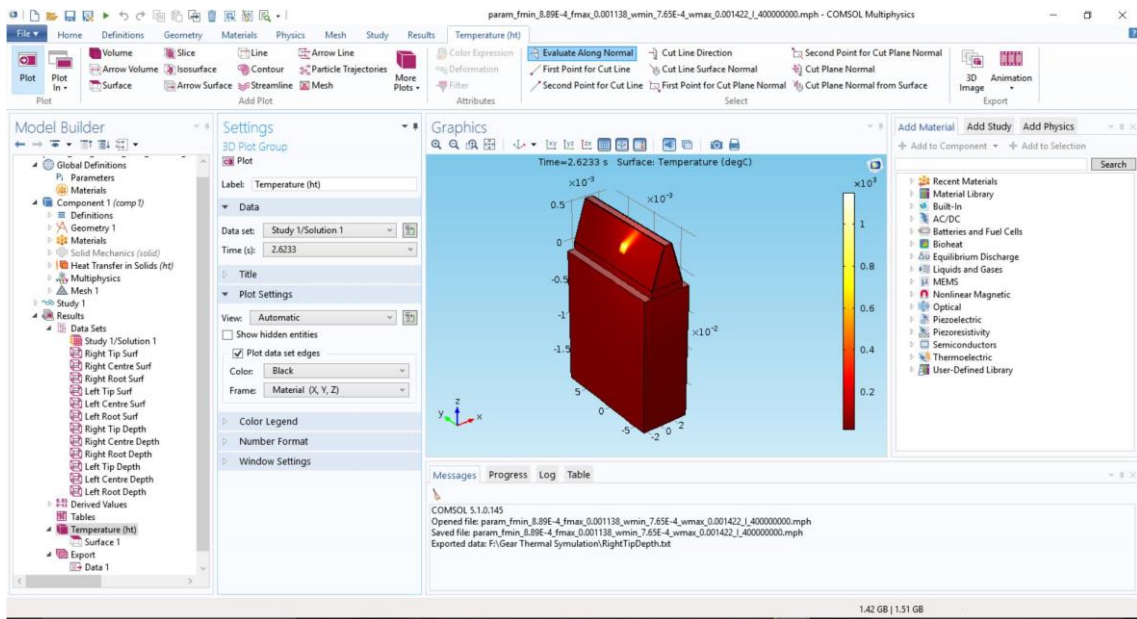 param_fmin_8.89E-4_fmax_0.001138_wmin_7.65E-4_wmax_0.001422_l_400000000.mph - COMSOL Multiphysics
File Home Definitions Geometry Materials Physics Mesh Study Results Temperature (ht)
Plot
Plot In
Plot
Volume Slice Line Arrow Line
Arrow Volume Isosurface Contour Particle Trajectories
Surface Arrow Surface Streamline Mesh
More Plots
Add Plot
Color Expression
Deformation
Filter
Attributes
Evaluate Along Normal Cut Line Direction Second Point for Cut Plane Normal
First Point for Cut Line Cut Line Surface Normal Cut Plane Normal
Second Point for Cut Line First Point for Cut Plane Normal Cut Plane Normal from Surface
Select
3D Image
Animation
Export
Model Builder
Global Definitions
Pi Parameters
Materials
Component 1 (comp1)
Definitions
Geometry 1
Materials
Solid Mechanics (solid)
Heat Transfer in Solids (ht)
Multiphysics
Mesh 1
Study 1
Results
Data Sets
Study 1/Solution 1
Right Tip Surf
Right Centre Surf
Right Root Surf
Left Tip Surf
Left Centre Surf
Left Root Surf
Right Tip Depth
Right Centre Depth
Right Root Depth
Left Tip Depth
Left Centre Depth
Left Root Depth
Derived Values
Tables
Temperature (ht)
Surface 1
Export
Data 1
Settings
3D Plot Group
Plot
Label: Temperature (ht)
Data
Data set: Study 1/Solution 1
Time (s): 2.6233
Title
Plot Settings
View: Automatic
Show hidden entities
Plot data set edges
Color: Black
Frame: Material (X, Y, Z)
Color Legend
Number Format
Window Settings
Graphics
Time=2.6233 s Surface: Temperature (degC)
×10⁻³
×10⁻³
0.5
0
-0.5
-1
-1.5
×10⁻²
5
0
-5
-2 0 2
×10³
1
0.8
0.6
0.4
0.2
z
y x
Messages Progress Log Table
COMSOL 5.1.0.145
Opened file: param_fmin_8.89E-4_fmax_0.001138_wmin_7.65E-4_wmax_0.001422_l_400000000.mph
Saved file: param_fmin_8.89E-4_fmax_0.001138_wmin_7.65E-4_wmax_0.001422_l_400000000.mph
Exported data: F:\Gear Thermal Symulation\RightTipDepth.txt
Add Material Add Study Add Physics
Add to Component Add to Selection
Search
Recent Materials
Material Library
Built-In
AC/DC
Batteries and Fuel Cells
Bioheat
Equilibrium Discharge
Liquids and Gases
MEMS
Nonlinear Magnetic
Optical
Piezoelectric
Piezoresistivity
Semiconductors
Thermoelectric
User-Defined Library
1.42 GB | 1.51 GB